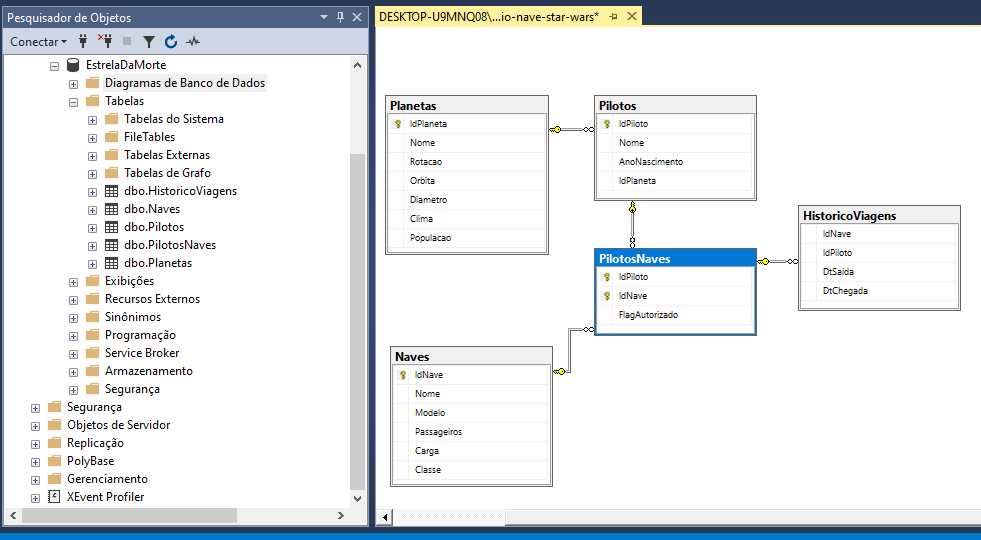 Pesquisador de Objetos
Conectar
EstrelaDaMorte
Diagramas de Banco de Dados
Tabelas
Tabelas do Sistema
FileTables
Tabelas Externas
Tabelas de Grafo
dbo.HistoricoViagens
dbo.Naves
dbo.Pilotos
dbo.PilotosNaves
dbo.Planetas
Exibições
Recursos Externos
Sinônimos
Programação
Service Broker
Armazenamento
Segurança
Segurança
Objetos de Servidor
Replicação
PolyBase
Gerenciamento
XEvent Profiler
DESKTOP-U9MNQ08\...io-nave-star-wars*
Planetas
IdPlaneta
Nome
Rotacao
Orbita
Diametro
Clima
Populacao
Pilotos
IdPiloto
Nome
AnoNascimento
IdPlaneta
PilotosNaves
IdPiloto
IdNave
FlagAutorizado
HistoricoViagens
IdNave
IdPiloto
DtSaida
DtChegada
Naves
IdNave
Nome
Modelo
Passageiros
Carga
Classe